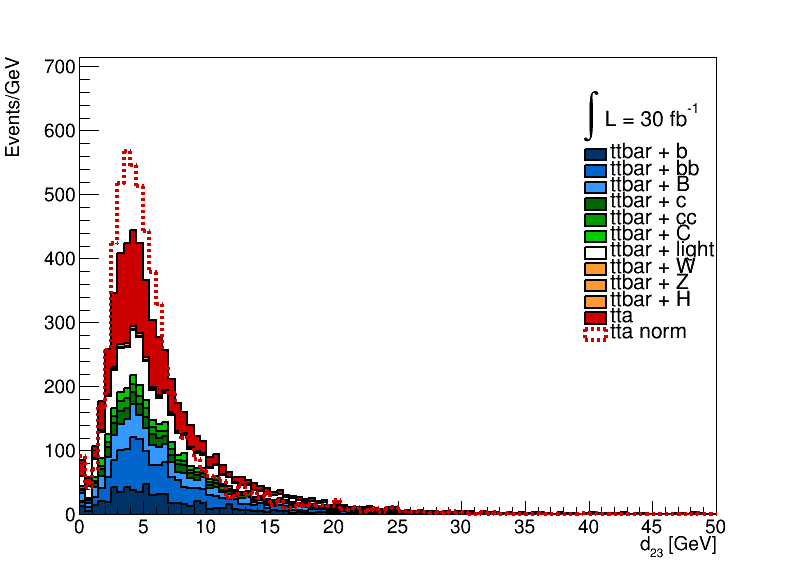 Events/GeV
700
600
500
400
300
200
100
0
∫ L = 30 fb⁻¹
ttbar + b
ttbar + bb
ttbar + B
ttbar + c
ttbar + cc
ttbar + C
ttbar + light
ttbar + W
ttbar + Z
ttbar + H
tta
tta norm
0 5 10 15 20 25 30 35 40 45 50
d₂₃ [GeV]